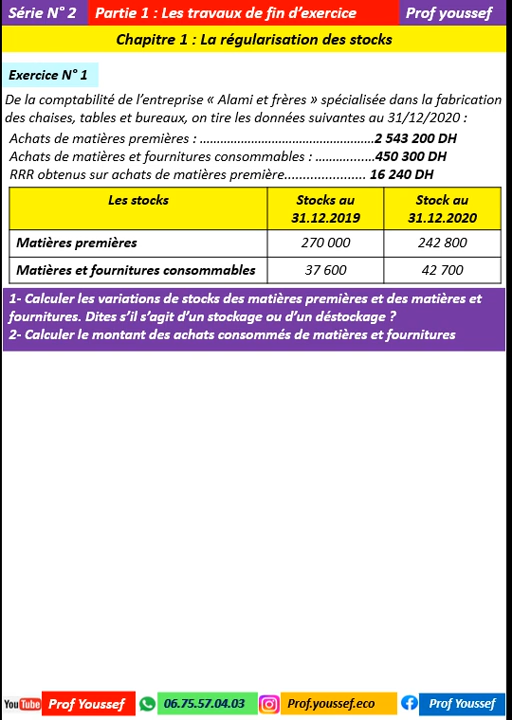 Série N° 2 Partie 1 : Les travaux de fin d’exercice Prof youssef
Chapitre 1 : La régularisation des stocks
Exercice N° 1
De la comptabilité de l’entreprise « Alami et frères » spécialisée dans la fabrication
des chaises, tables et bureaux, on tire les données suivantes au 31/12/2020 :
Achats de matières premières : ......................................................2 543 200 DH
Achats de matières et fournitures consommables : .................450 300 DH
RRR obtenus sur achats de matières première...................... 16 240 DH
Les stocks Stocks au 31.12.2019 Stock au 31.12.2020
Matières premières 270 000 242 800
Matières et fournitures consommables 37 600 42 700
1- Calculer les variations de stocks des matières premières et des matières et
fournitures. Dites s’il s’agit d’un stockage ou d’un déstockage ?
2- Calculer le montant des achats consommés de matières et fournitures
YouTube Prof Youssef 06.75.57.04.03 Prof.youssef.eco Prof Youssef